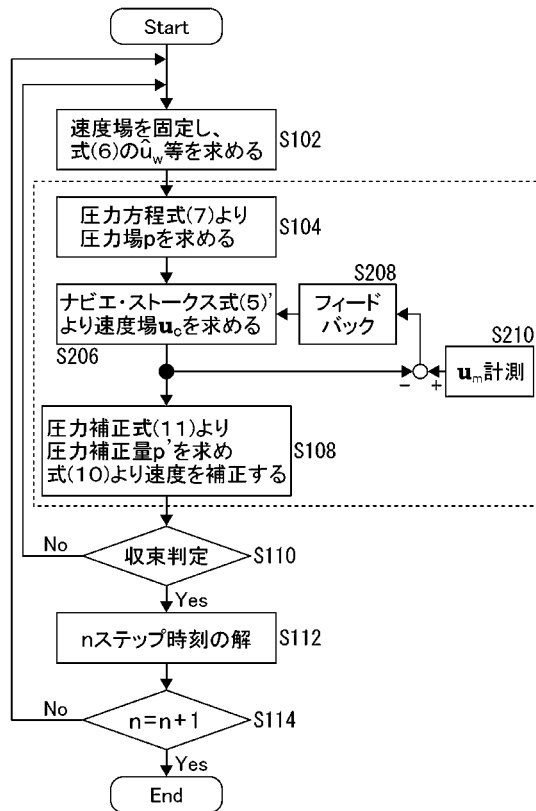 Start
速度場を固定し、
式(6)のûw等を求める
S102
圧力方程式(7)より
圧力場pを求める
S104
S208
ナビエ・ストークス式(5)'
より速度場ucを求める
フィード
バック
S210
S206
um計測
− +
圧力補正式(11)より
圧力補正量p'を求め
式(10)より速度を補正する
S108
No
収束判定
S110
Yes
nステップ時刻の解
S112
No
n=n+1
S114
Yes
End